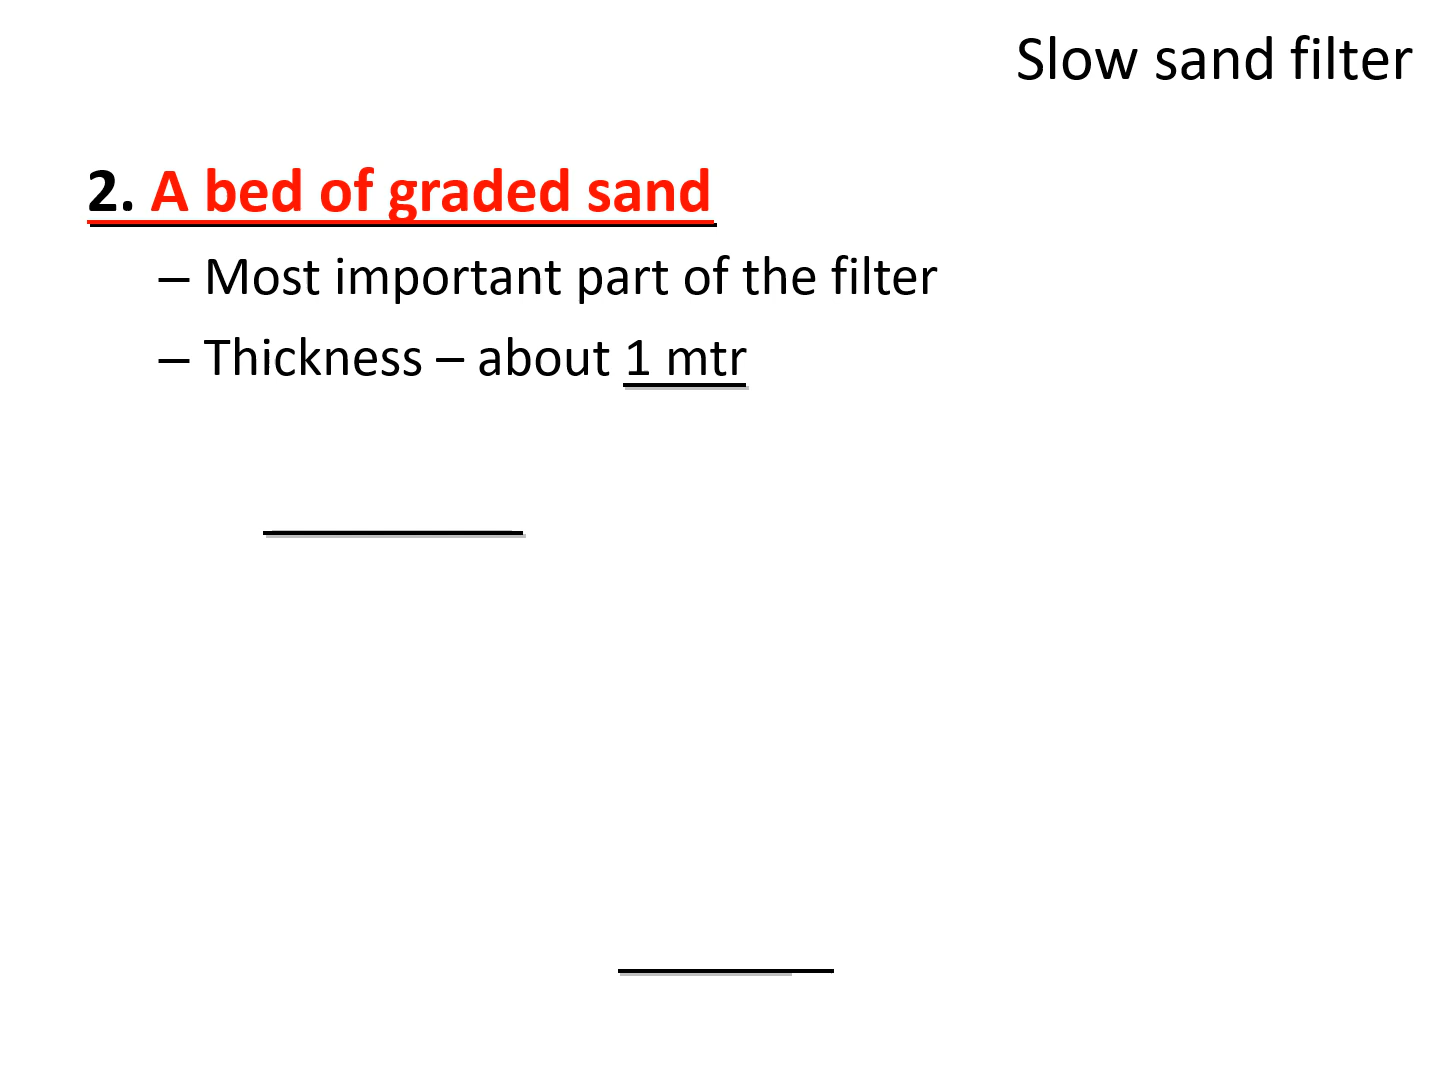 Slow sand filter
2. A bed of graded sand
– Most important part of the filter
– Thickness – about 1 mtr